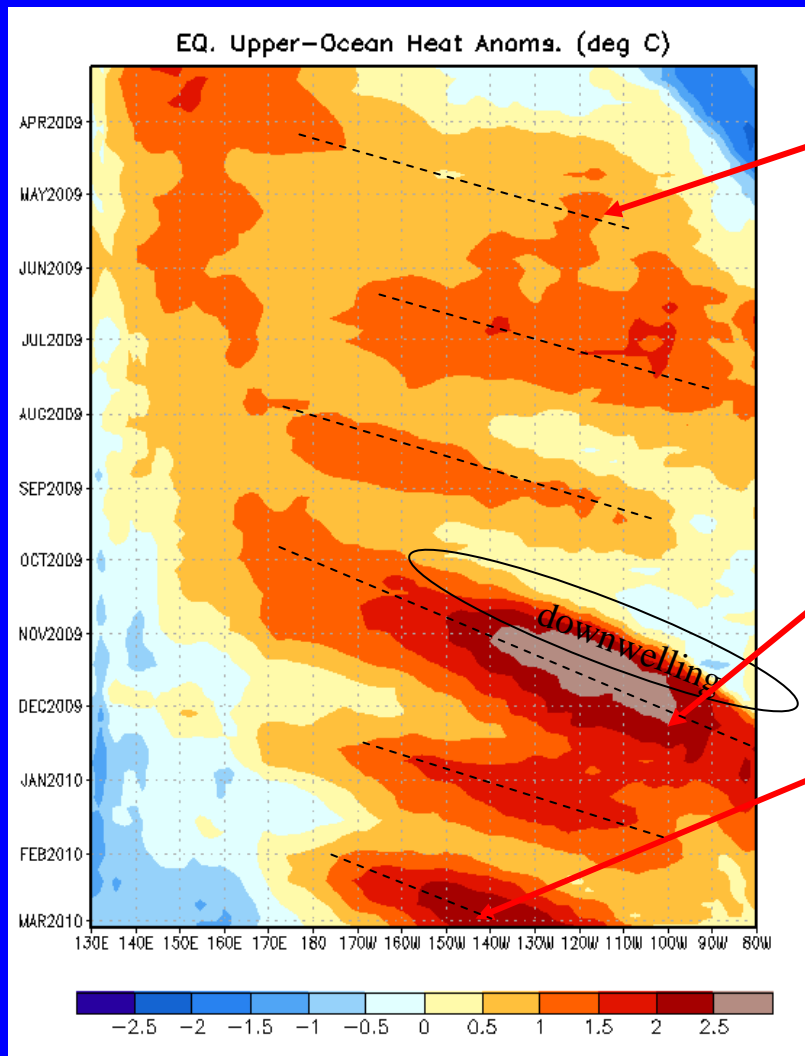 EQ. Upper-Ocean Heat Anoms. (deg C)
APR2009
MAY2009
JUN2009
JUL2009
AUG2009
SEP2009
OCT2009
NOV2009
downwelling
DEC2009
JAN2010
FEB2010
MAR2010
130E 140E 150E 160E 170E 180 170W 160W 150W 140W 130W 120W 110W 100W 90W 80W
-2.5 -2 -1.5 -1 -0.5 0 0.5 1 1.5 2 2.5